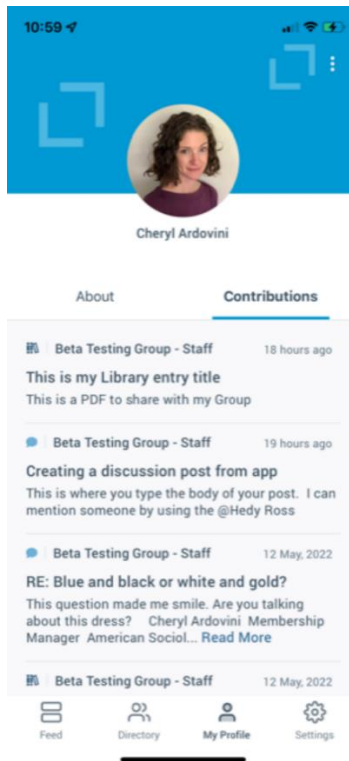 10:59
Cheryl Ardovini
About Contributions
Beta Testing Group - Staff 18 hours ago
This is my Library entry title
This is a PDF to share with my Group
Beta Testing Group - Staff 19 hours ago
Creating a discussion post from app
This is where you type the body of your post. I can
mention someone by using the @Hedy Ross
Beta Testing Group - Staff 12 May, 2022
RE: Blue and black or white and gold?
This question made me smile. Are you talking
about this dress? Cheryl Ardovini Membership
Manager American Sociol... Read More
Beta Testing Group - Staff 12 May, 2022
Feed Directory My Profile Settings